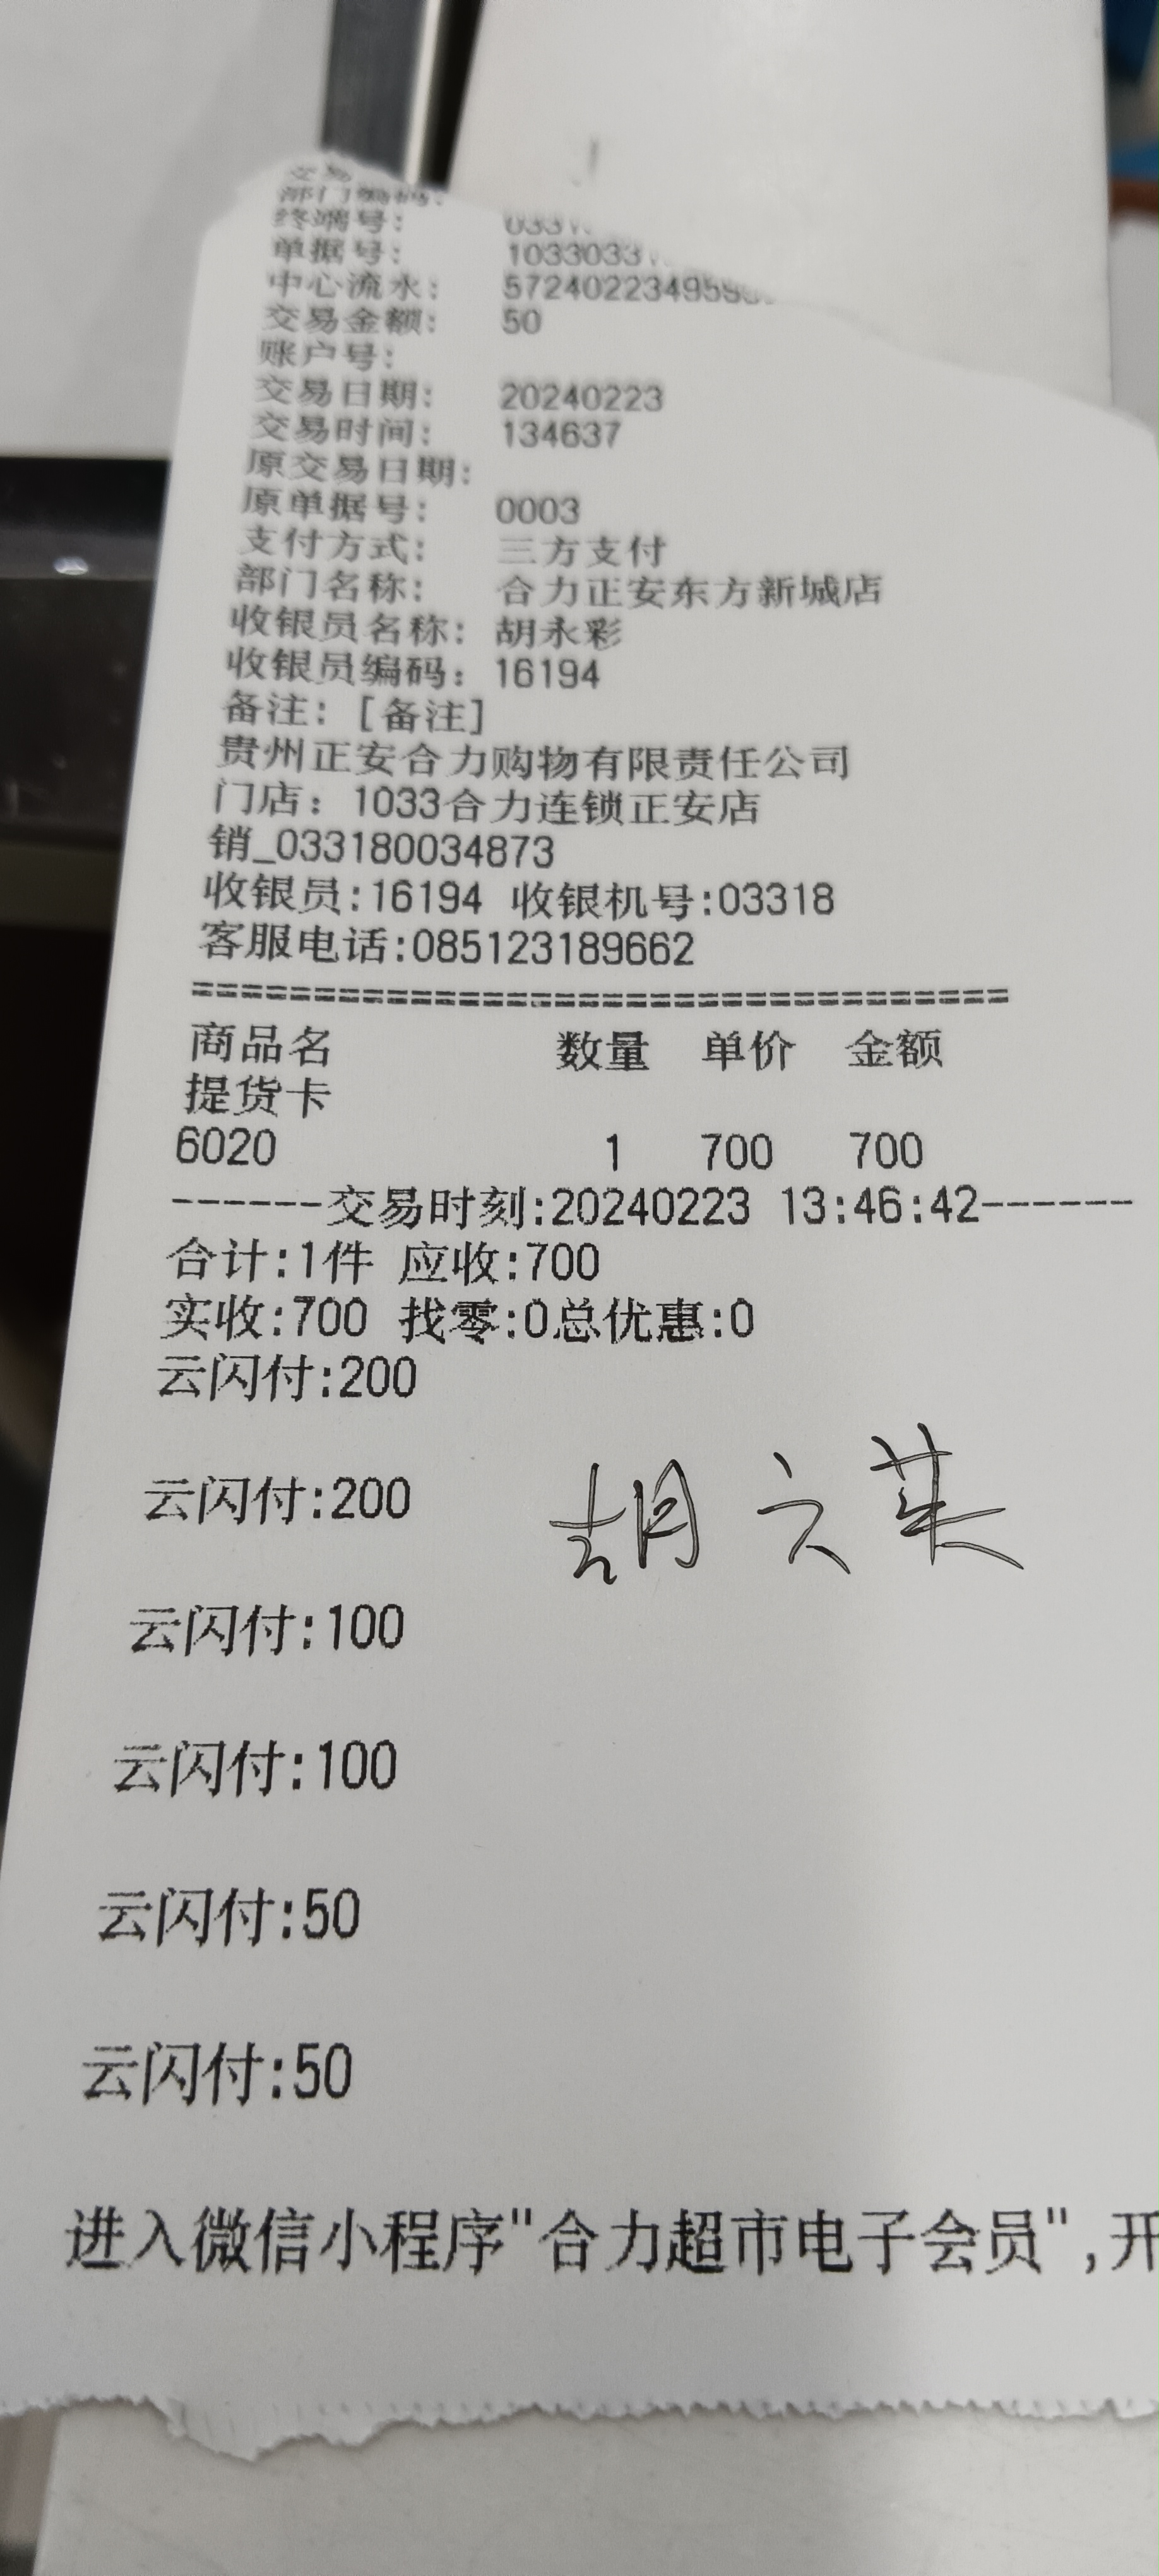 交易
部门编码:
终端号:
单据号: 1033033
中心流水: 572402234959
交易金额: 50
账户号:
交易日期: 20240223
交易时间: 134637
原交易日期:
原单据号: 0003
支付方式: 三方支付
部门名称: 合力正安东方新城店
收银员名称: 胡永彩
收银员编码: 16194
备注: [备注]
贵州正安合力购物有限责任公司
门店: 1033合力连锁正安店
销_033180034873
收银员:16194 收银机号:03318
客服电话:085123189662
==================================
商品名 数量 单价 金额
提货卡
6020 1 700 700
------交易时刻:20240223 13:46:42------
合计:1件 应收:700
实收:700 找零:0总优惠:0
云闪付:200
云闪付:200
胡六
云闪付:100
云闪付:100
云闪付:50
云闪付:50
进入微信小程序"合力超市电子会员",开